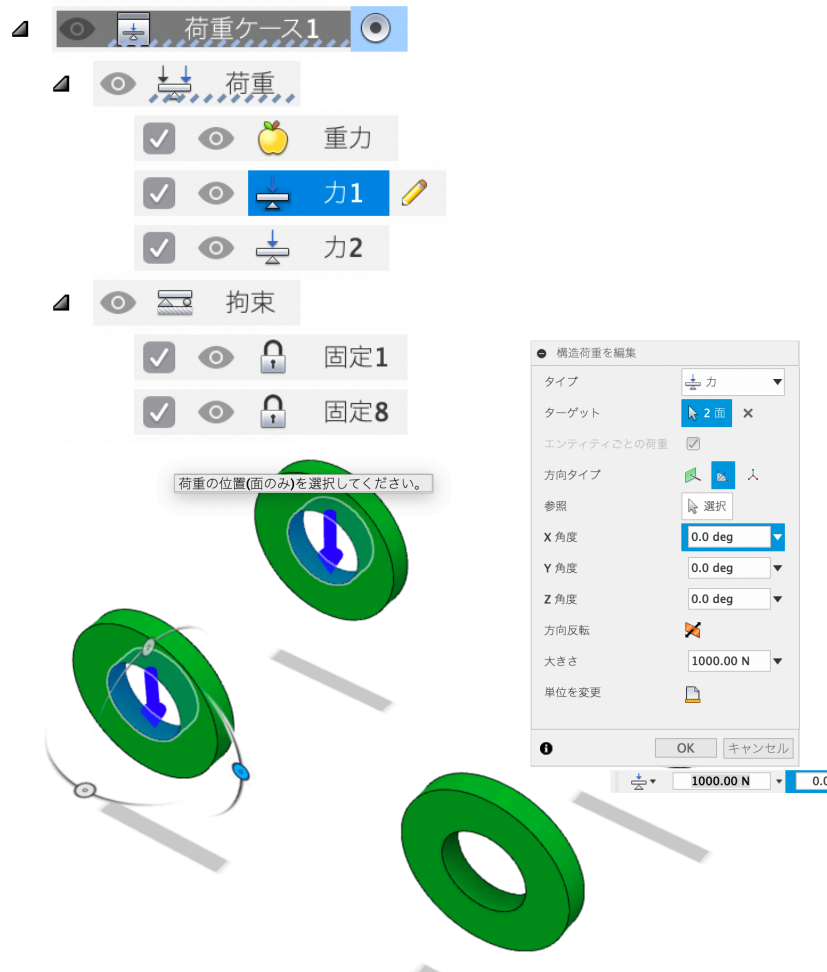 荷重ケース1
荷重
重力
力1
力2
拘束
固定1
固定8
荷重の位置(面のみ)を選択してください。
構造荷重を編集
タイプ 力
ターゲット 2 面
エンティティごとの荷重
方向タイプ
参照 選択
X 角度 0.0 deg
Y 角度 0.0 deg
Z 角度 0.0 deg
方向反転
大きさ 1000.00 N
単位を変更
OK キャンセル
1000.00 N